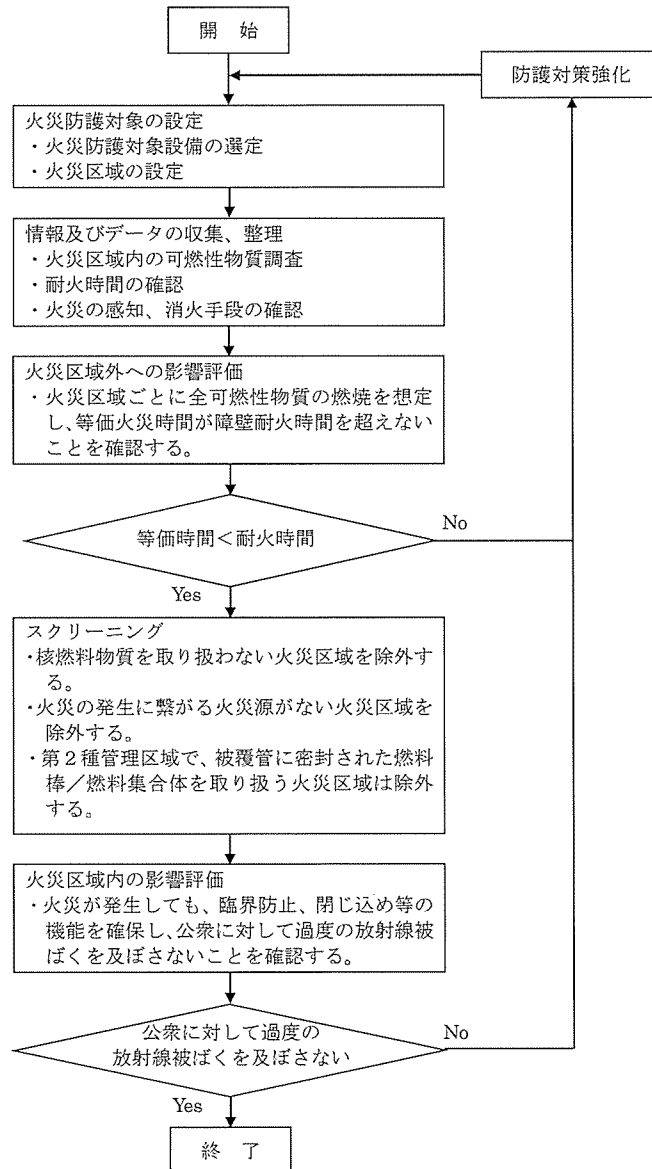 開 始
防護対策強化
火災防護対象の設定
・火災防護対象設備の選定
・火災区域の設定
情報及びデータの収集、整理
・火災区域内の可燃性物質調査
・耐火時間の確認
・火災の感知、消火手段の確認
火災区域外への影響評価
・火災区域ごとに全可燃性物質の燃焼を想定
し、等価火災時間が障壁耐火時間を超えない
ことを確認する。
等価時間＜耐火時間
No
Yes
スクリーニング
・核燃料物質を取り扱わない火災区域を除外す
る。
・火災の発生に繋がる火災源がない火災区域を
除外する。
・第２種管理区域で、被覆管に密封された燃料
棒／燃料集合体を取り扱う火災区域は除外
する。
火災区域内の影響評価
・火災が発生しても、臨界防止、閉じ込め等の
機能を確保し、公衆に対して過度の放射線被
ばくを及ぼさないことを確認する。
公衆に対して過度の
放射線被ばくを及ぼさない
No
Yes
終 了